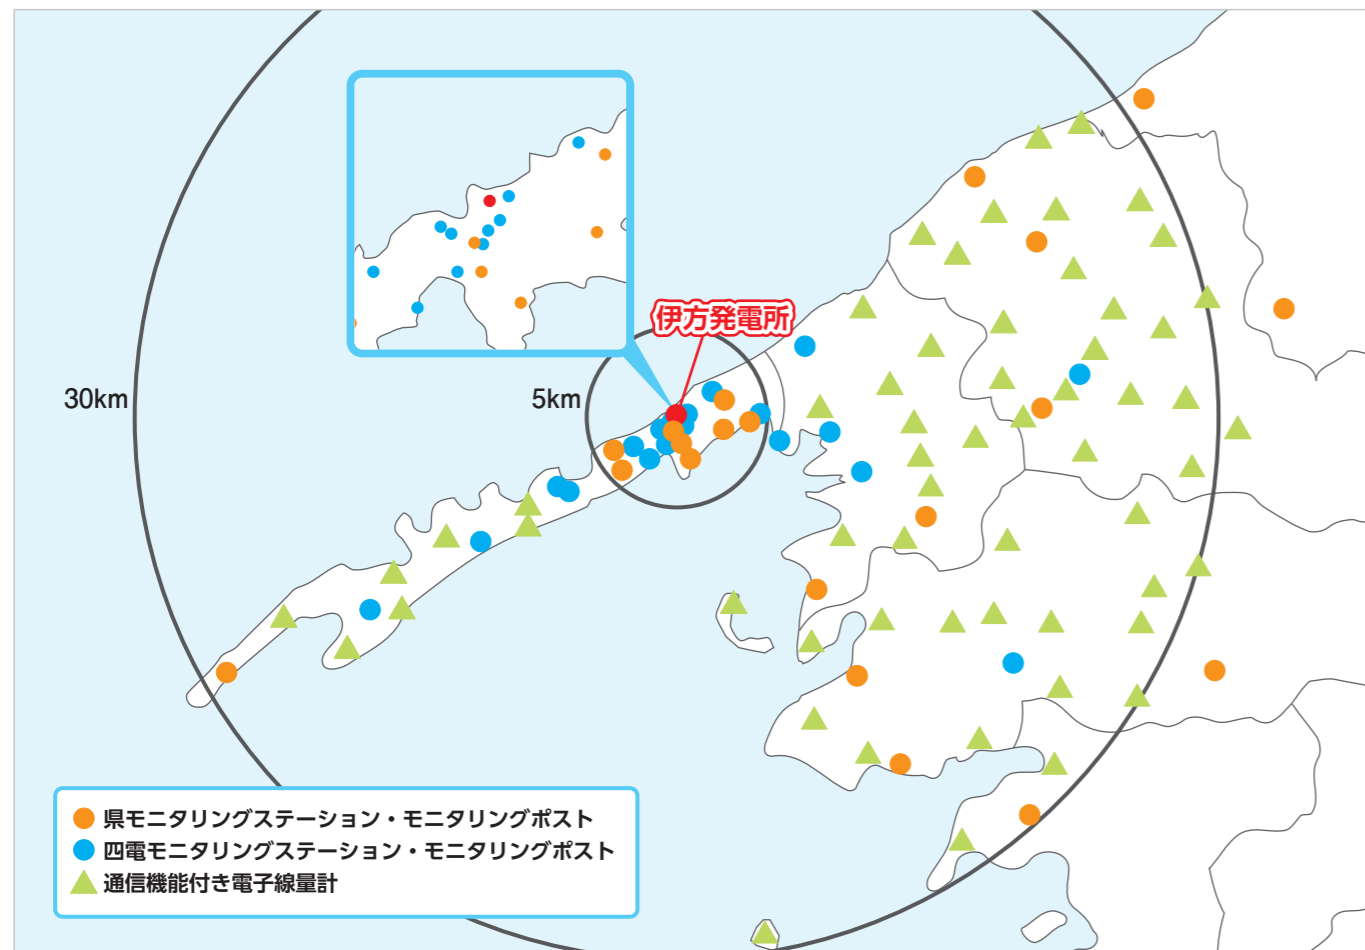 伊方発電所
30km
5km
県モニタリングステーション・モニタリングポスト
四電モニタリングステーション・モニタリングポスト
通信機能付き電子線量計